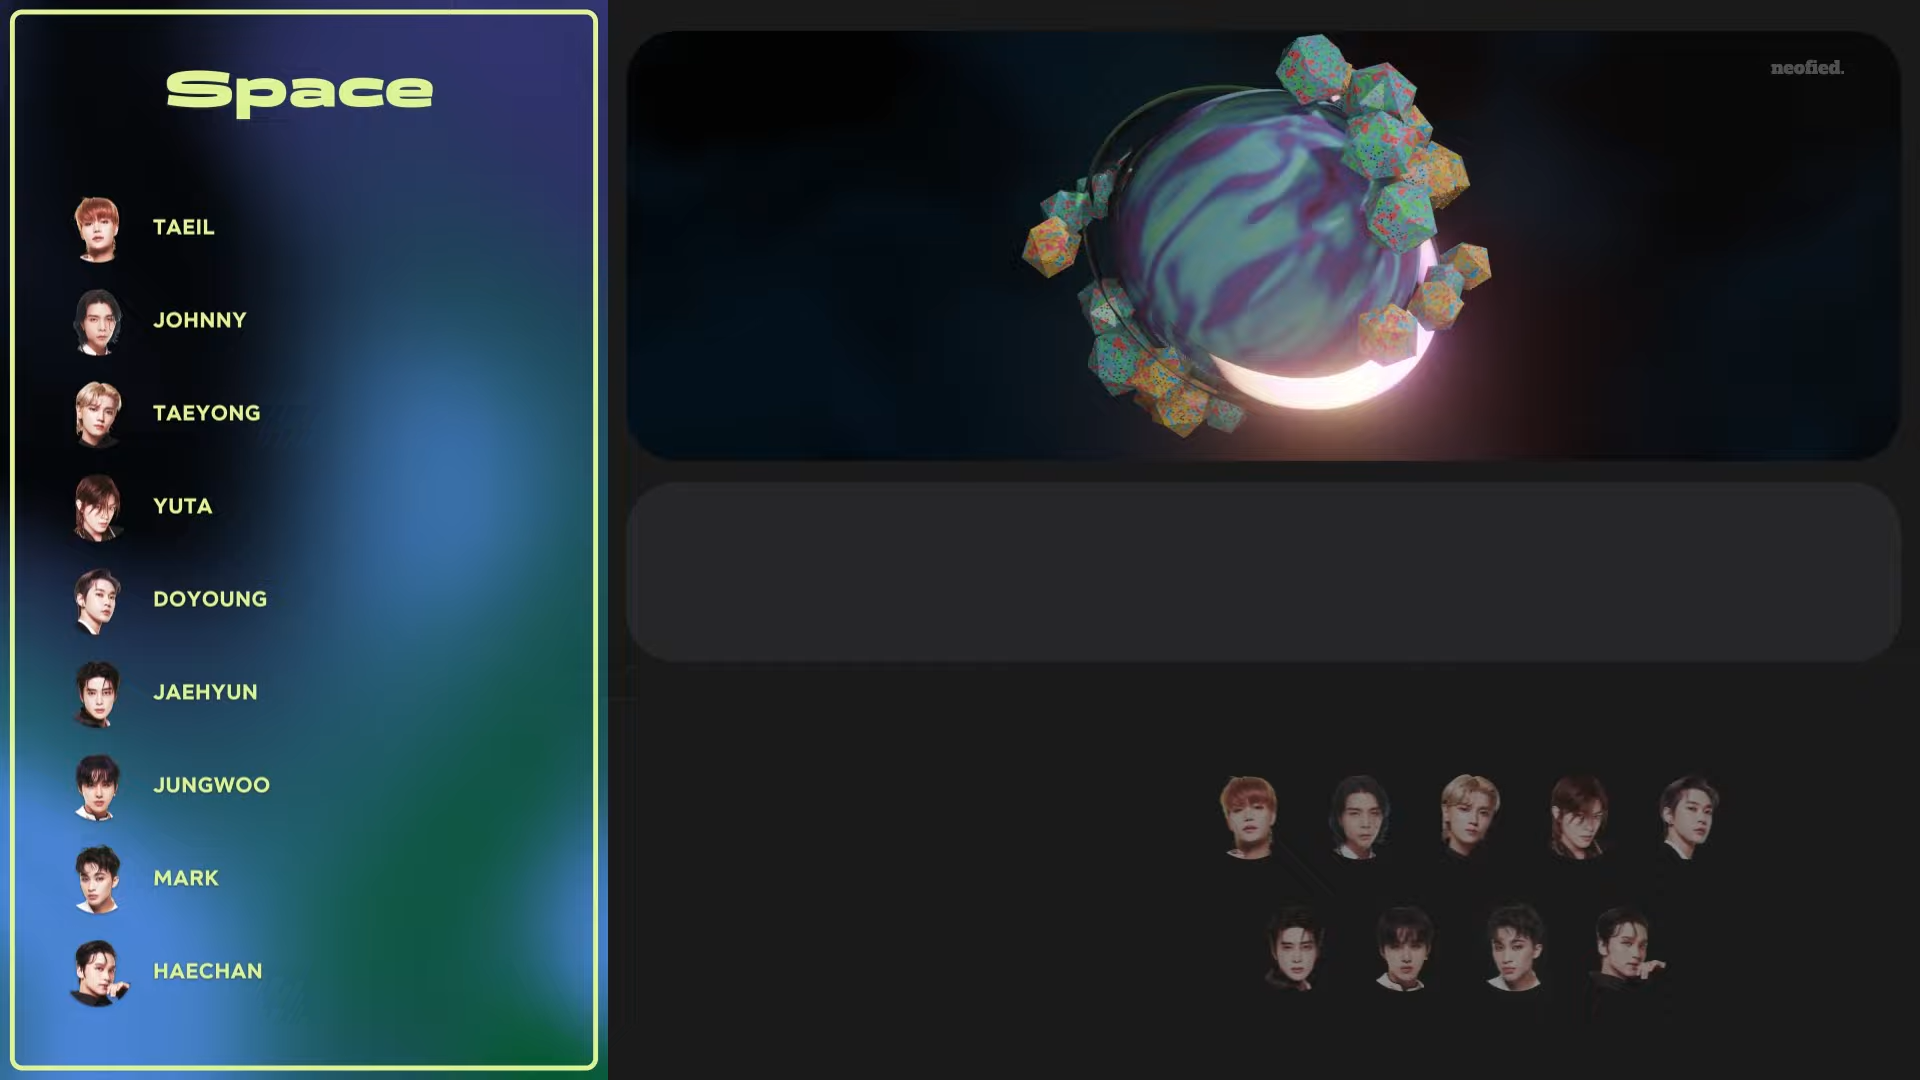 Space
TAEIL
JOHNNY
TAEYONG
YUTA
DOYOUNG
JAEHYUN
JUNGWOO
MARK
HAECHAN
neofied.